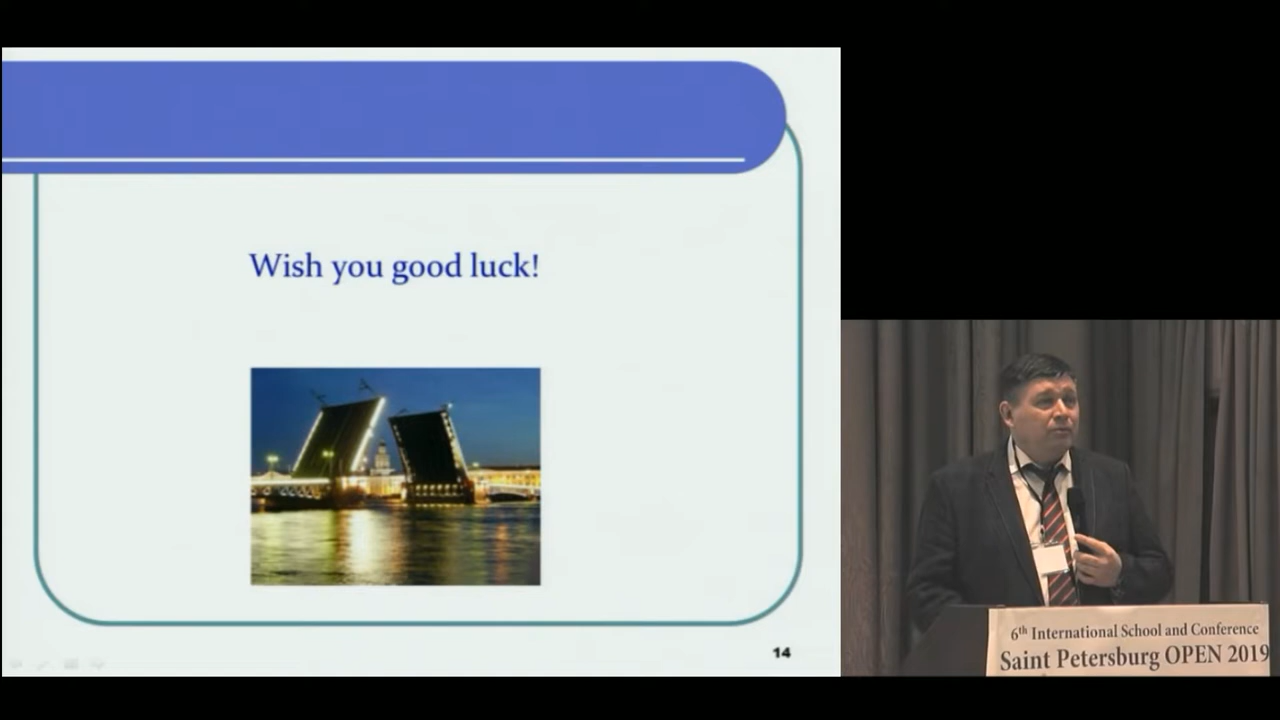 Wish you good luck!
14
6th International School and Conference
Saint Petersburg OPEN 2019